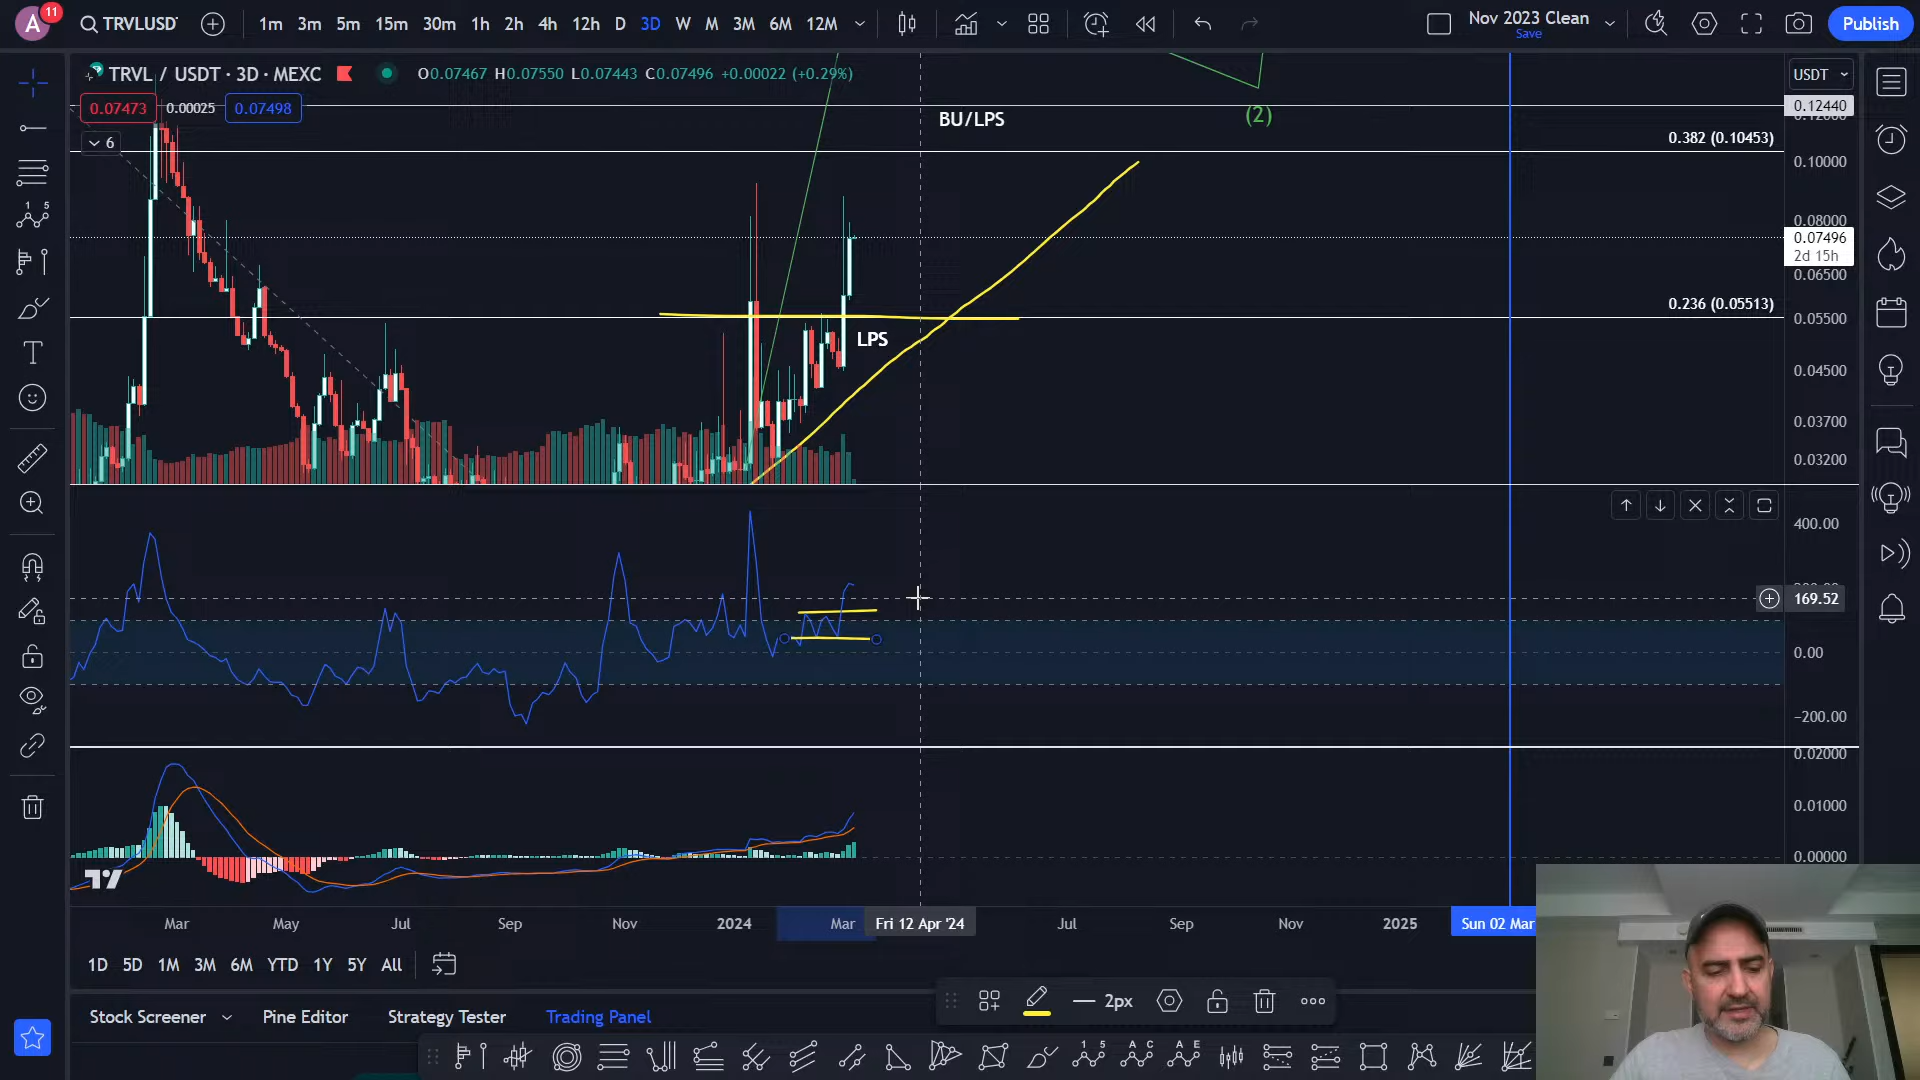 A
11
TRVLUSDT
1m 3m 5m 15m 30m 1h 2h 4h 12h D 3D W M 3M 6M 12M
Nov 2023 Clean
Save
Publish
TRVL / USDT · 3D · MEXC
O0.07467 H0.07550 L0.07443 C0.07496 +0.00022 (+0.29%)
USDT
0.07473 0.00025 0.07498
0.12440
6
BU/LPS
(2)
0.382 (0.10453)
0.10000
0.08000
0.07496
2d 15h
0.06500
0.236 (0.05513)
0.05500
LPS
0.04500
0.03700
0.03200
400.00
169.52
0.00
−200.00
0.02000
0.01000
0.00000
Mar May Jul Sep Nov 2024 Mar Fri 12 Apr '24 Jul Sep Nov 2025 Sun 02 Mar
1D 5D 1M 3M 6M YTD 1Y 5Y All
2px
Stock Screener Pine Editor Strategy Tester Trading Panel